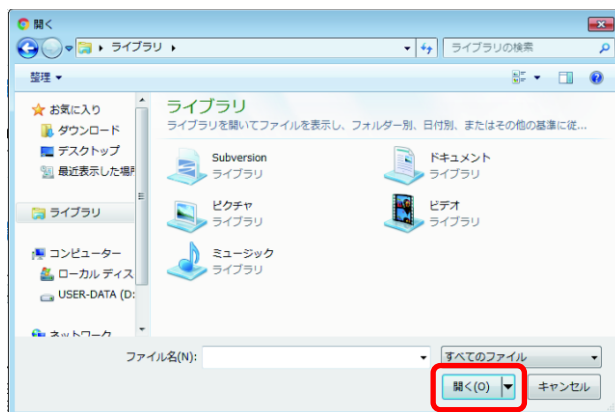 開く
ライブラリ
ライブラリの検索
整理
お気に入り
ダウンロード
デスクトップ
最近表示した場所
ライブラリ
コンピューター
ローカル ディス
USER-DATA (D:
ネットワーク
ライブラリ
ライブラリを開いてファイルを表示し、フォルダー別、日付別、またはその他の基準に従...
Subversion
ライブラリ
ドキュメント
ライブラリ
ピクチャ
ライブラリ
ビデオ
ライブラリ
ミュージック
ライブラリ
ファイル名(N):
すべてのファイル
開く(O)
キャンセル